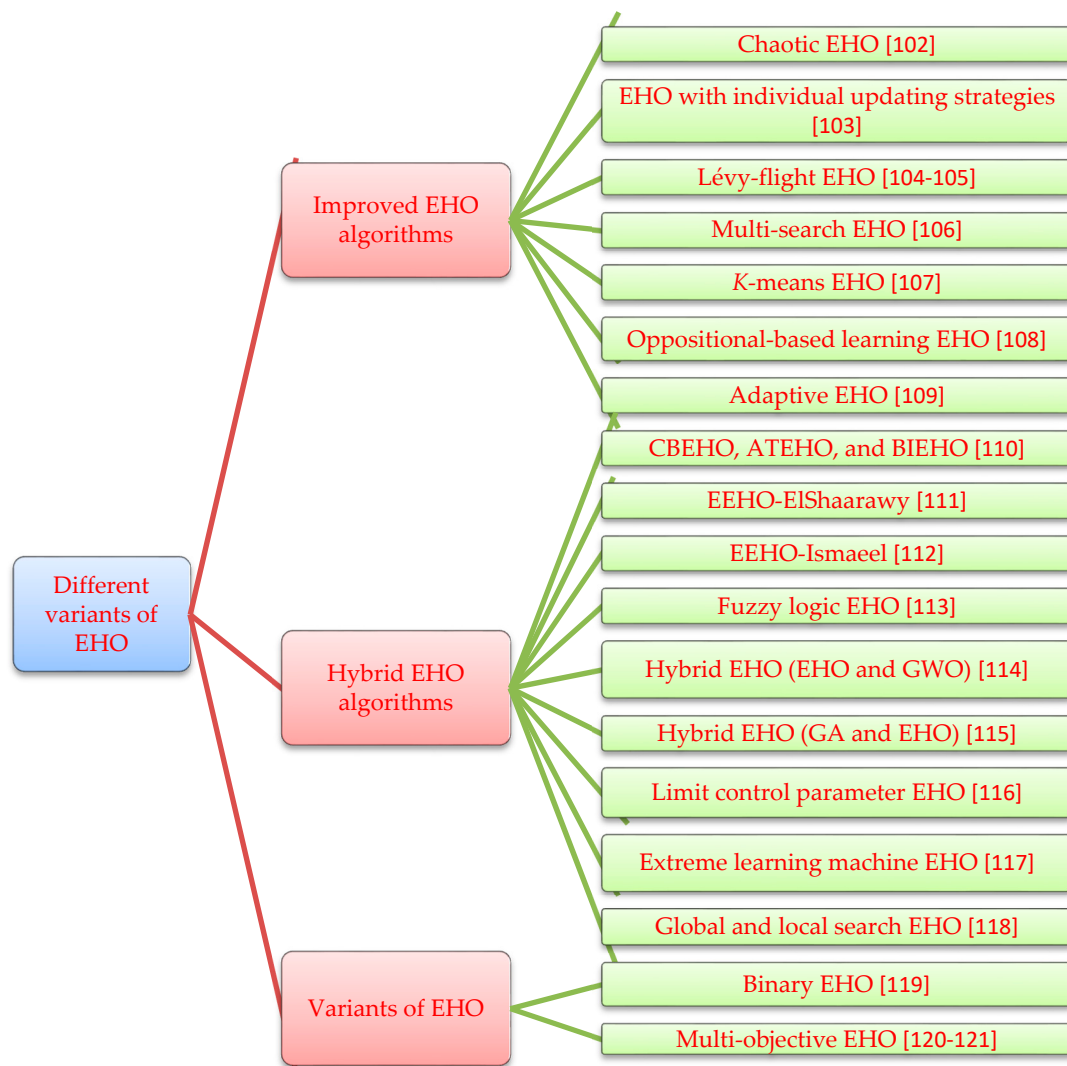 Different
variants of
EHO
Improved EHO
algorithms
Chaotic EHO [102]
EHO with individual updating strategies
[103]
Lévy-flight EHO [104-105]
Multi-search EHO [106]
K-means EHO [107]
Oppositional-based learning EHO [108]
Adaptive EHO [109]
Hybrid EHO
algorithms
CBEHO, ATEHO, and BIEHO [110]
EEHO-ElShaarawy [111]
EEHO-Ismaeel [112]
Fuzzy logic EHO [113]
Hybrid EHO (EHO and GWO) [114]
Hybrid EHO (GA and EHO) [115]
Limit control parameter EHO [116]
Extreme learning machine EHO [117]
Global and local search EHO [118]
Variants of EHO
Binary EHO [119]
Multi-objective EHO [120-121]